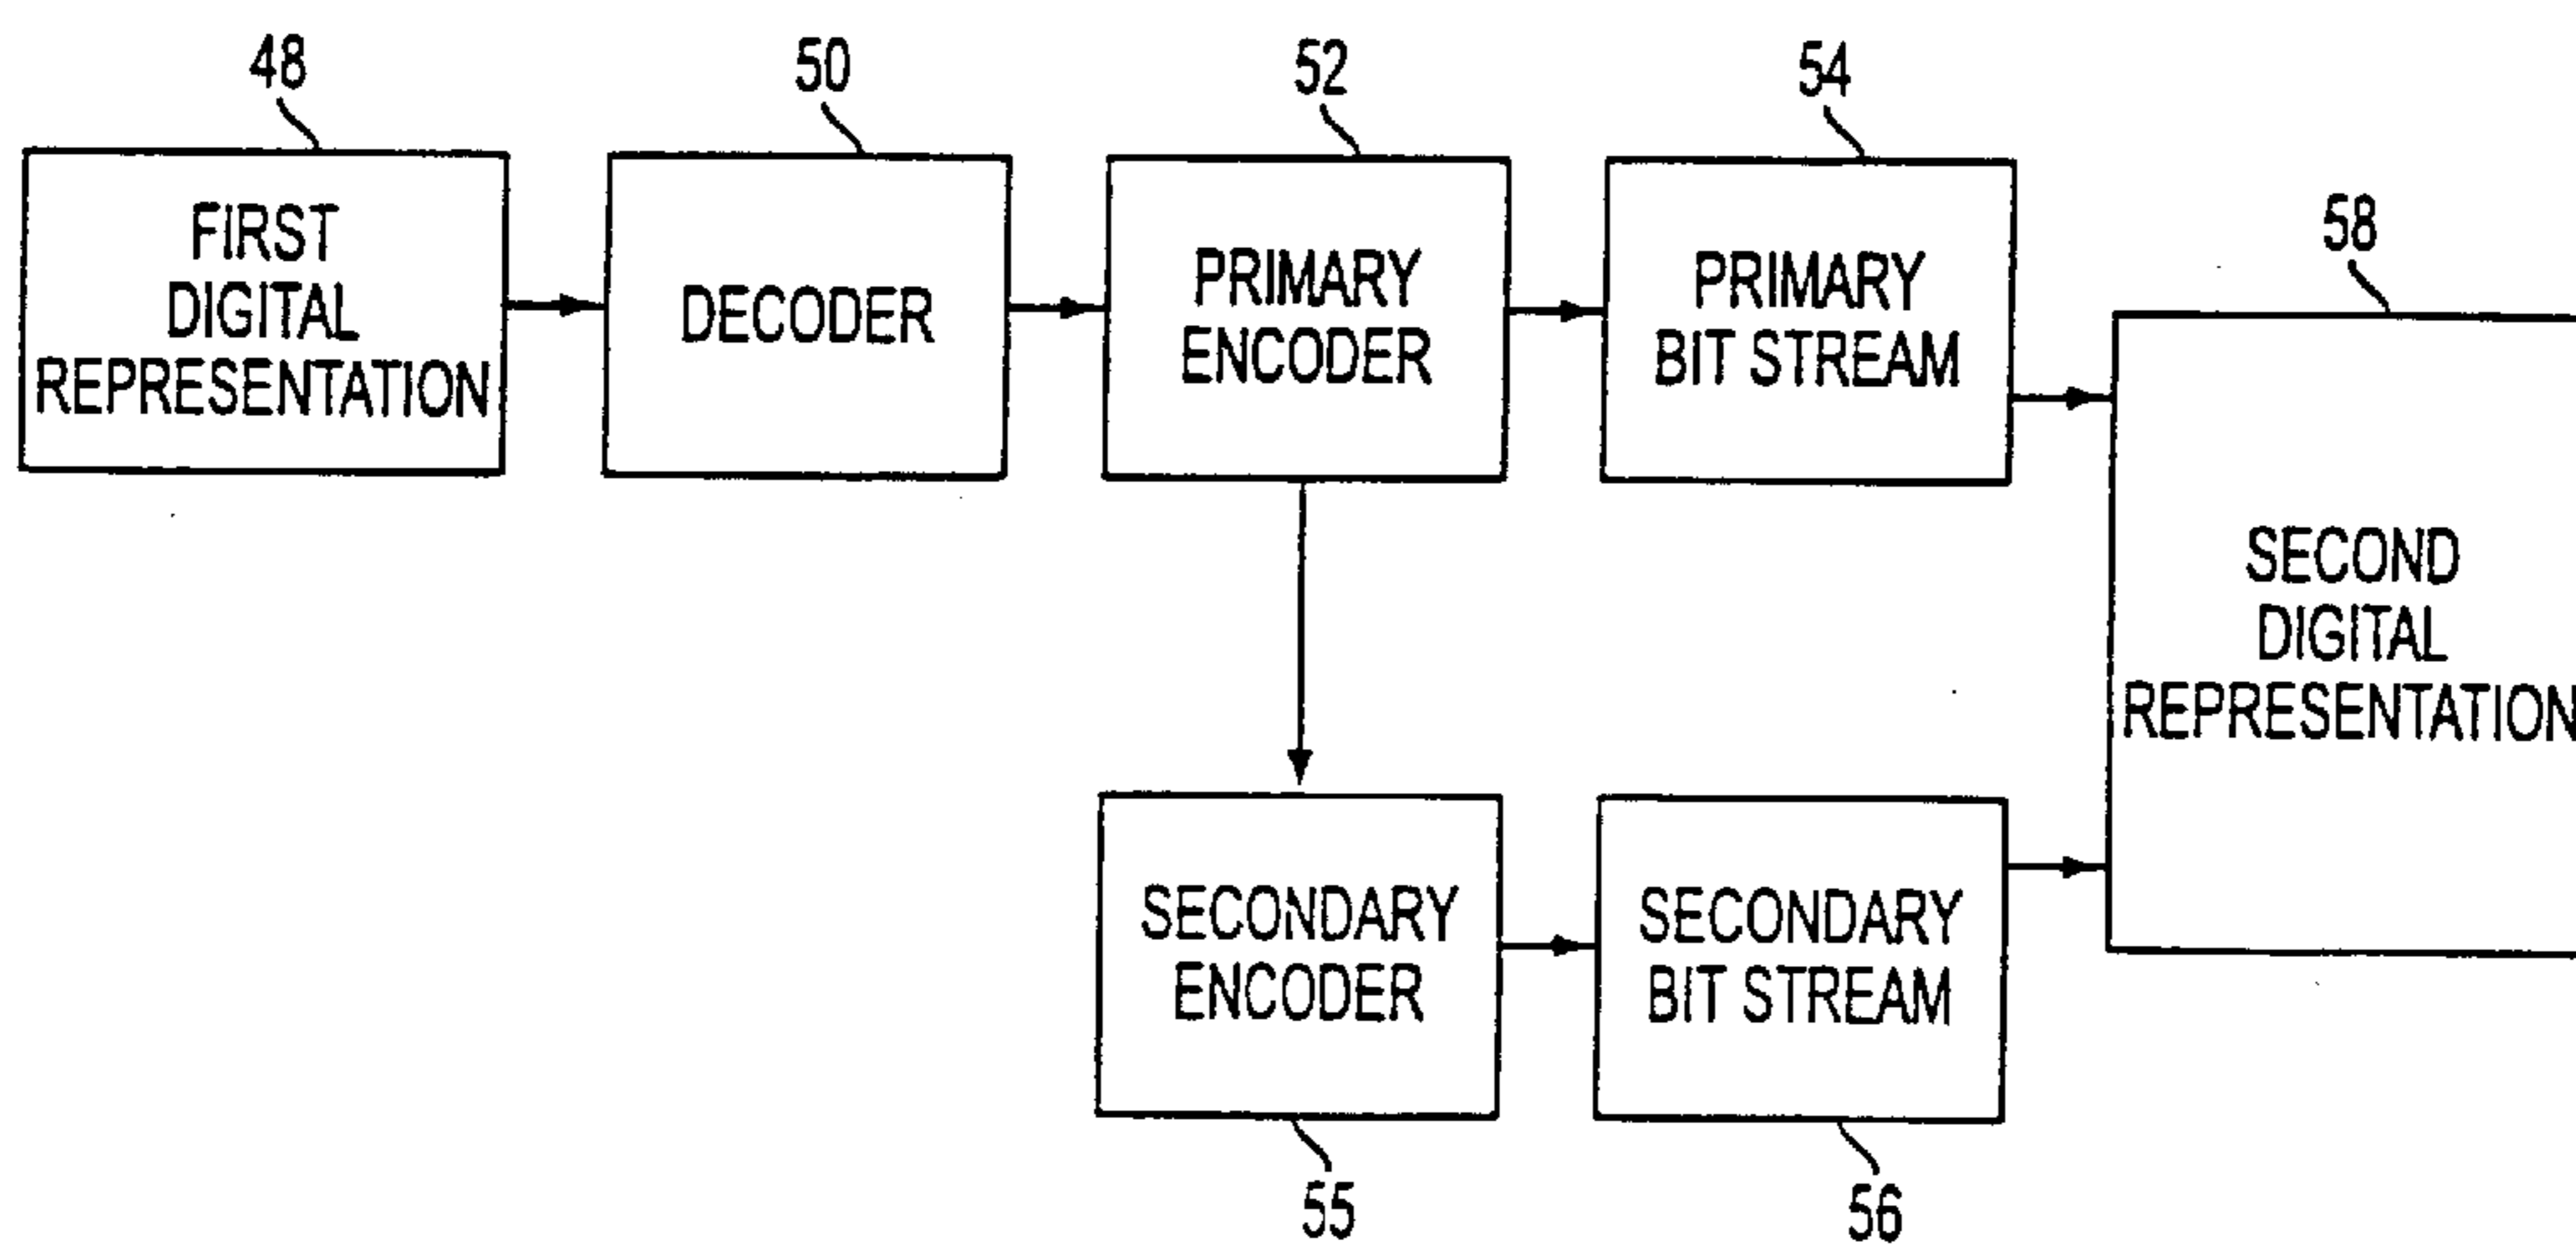 48
50
52
54
58
FIRST
DIGITAL
REPRESENTATION
DECODER
PRIMARY
ENCODER
PRIMARY
BIT STREAM
SECOND
DIGITAL
REPRESENTATION
SECONDARY
ENCODER
SECONDARY
BIT STREAM
55
56